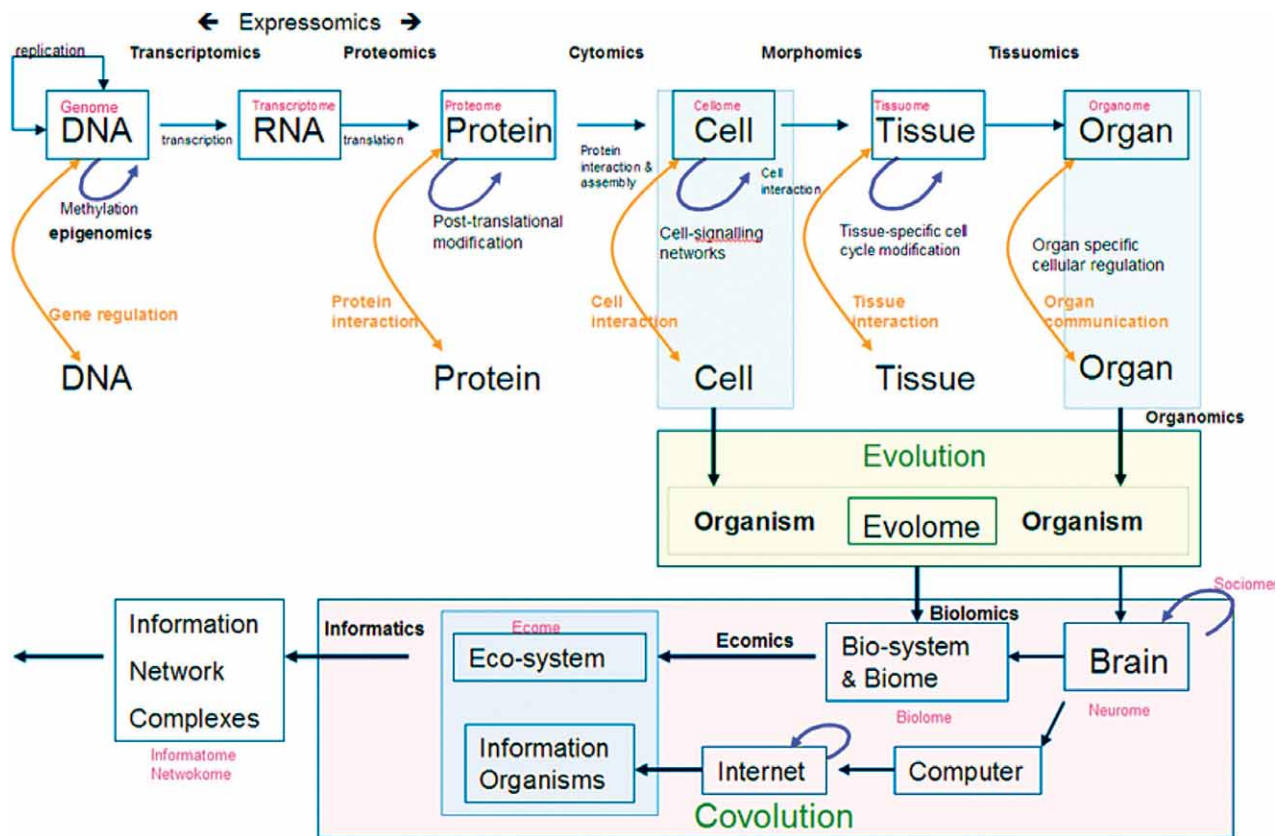 ← Expressomics →
replication
Transcriptomics
Proteomics
Cytomics
Morphomics
Tissuomics
Genome
DNA
transcription
Transcriptome
RNA
translation
Proteome
Protein
Protein
interaction &
assembly
Cellome
Cell
Cell
interaction
Tissuome
Tissue
Organome
Organ
Methylation
epigenomics
Post-translational
modification
Cell-signalling
networks
Tissue-specific cell
cycle modification
Organ specific
cellular regulation
Gene regulation
Protein
interaction
Cell
interaction
Tissue
interaction
Organ
communication
DNA
Protein
Cell
Tissue
Organ
Organomics
Evolution
Organism
Evolome
Organism
Sociomer
Biolomics
Information
Network
Complexes
Informatome
Netwokome
Informatics
Ecome
Eco-system
Ecomics
Bio-system
& Biome
Biolome
Brain
Neurome
Information
Organisms
Internet
Computer
Covolution